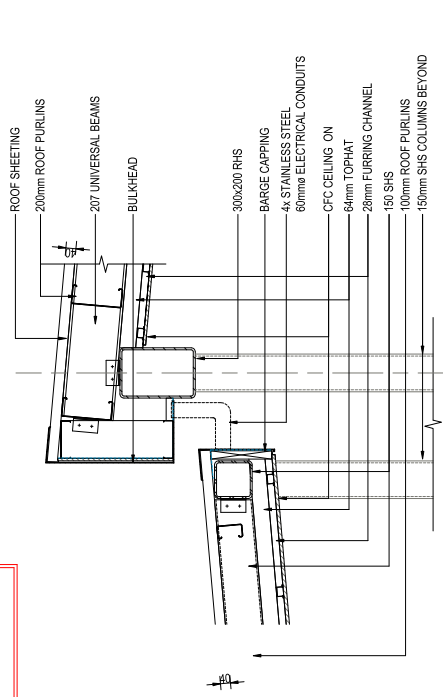 ROOF SHEETING
200mm ROOF PURLINS
207 UNIVERSAL BEAMS
BULKHEAD
300x200 RHS
BARGE CAPPING
4x STAINLESS STEEL
60mmø ELECTRICAL CONDUITS
CFC CEILING ON
64mm TOPHAT
28mm FURRING CHANNEL
150 SHS
100mm ROOF PURLINS
150mm SHS COLUMNS BEYOND
40
40